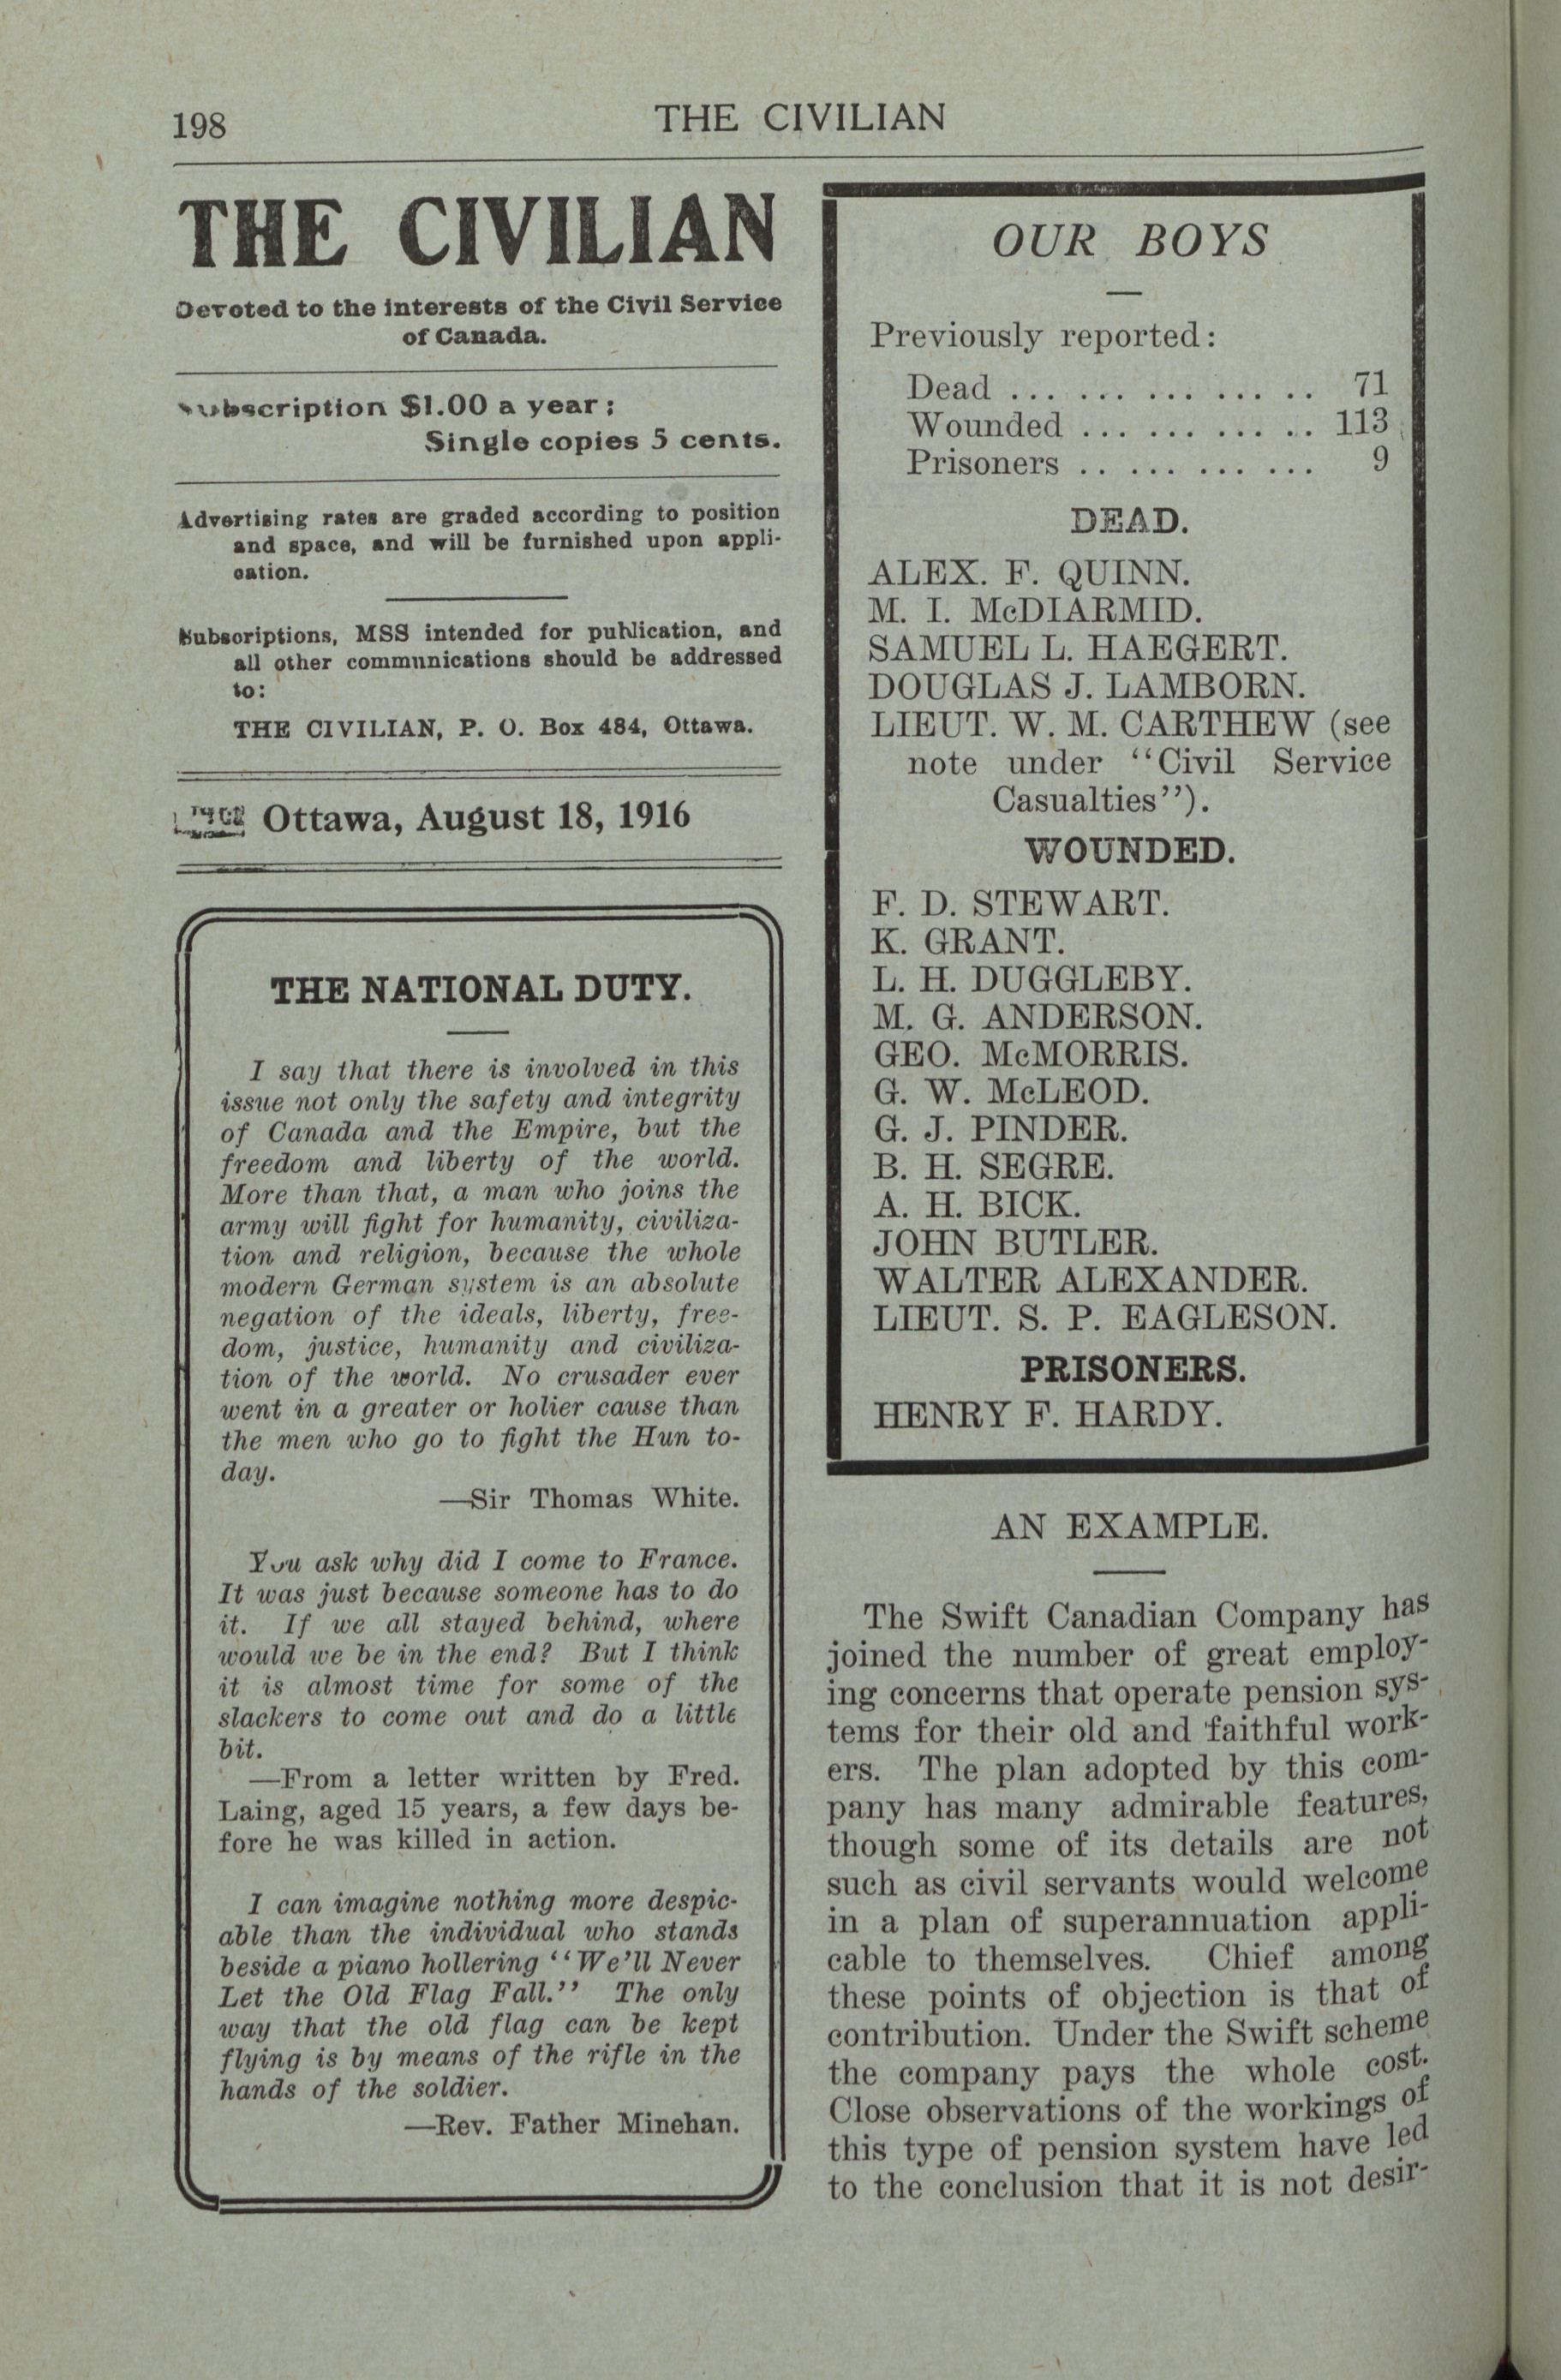 198
THE CIVILIAN
THE CIVILIAN
Devoted to the interests of the Civil Service
of Canada.
Subscription $1.00 a year;
Single copies 5 cents.
Advertising rates are graded according to position
and space, and will be furnished upon appli-
cation.
Subscriptions, MSS intended for publication, and
all other communications should be addressed
to:
THE CIVILIAN, P. O. Box 484, Ottawa.
Ottawa, August 18, 1916
THE NATIONAL DUTY.
I say that there is involved in this
issue not only the safety and integrity
of Canada and the Empire, but the
freedom and liberty of the world.
More than that, a man who joins the
army will fight for humanity, civiliza-
tion and religion, because the whole
modern German system is an absolute
negation of the ideals, liberty, free-
dom, justice, humanity and civiliza-
tion of the world. No crusader ever
went in a greater or holier cause than
the men who go to fight the Hun to-
day.
—Sir Thomas White.
You ask why did I come to France.
It was just because someone has to do
it. If we all stayed behind, where
would we be in the end? But I think
it is almost time for some of the
slackers to come out and do a little
bit.
—From a letter written by Fred.
Laing, aged 15 years, a few days be-
fore he was killed in action.
I can imagine nothing more despic-
able than the individual who stands
beside a piano hollering ‘‘We'll Never
Let the Old Flag Fall.’’ The only
way that the old flag can be kept
flying is by means of the rifle in the
hands of the soldier.
—Rev. Father Minehan.
OUR BOYS
Previously reported:
Dead ... ... ... ... .. 71
Wounded ... ... ... .. 113
Prisoners .. ... ... ... 9
DEAD.
ALEX. F. QUINN.
M. I. McDIARMID.
SAMUEL L. HAEGERT.
DOUGLAS J. LAMBORN.
LIEUT. W. M. CARTHEW (see
note under ‘‘Civil Service
Casualties’’).
WOUNDED.
F. D. STEWART.
K. GRANT.
L. H. DUGGLEBY.
M. G. ANDERSON.
GEO. McMORRIS.
G. W. McLEOD.
G. J. PINDER.
B. H. SEGRE.
A. H. BICK.
JOHN BUTLER.
WALTER ALEXANDER.
LIEUT. S. P. EAGLESON.
PRISONERS.
HENRY F. HARDY.
AN EXAMPLE.
The Swift Canadian Company has
joined the number of great employ-
ing concerns that operate pension sys-
tems for their old and faithful work-
ers. The plan adopted by this com-
pany has many admirable features,
though some of its details are not
such as civil servants would welcome
in a plan of superannuation appli-
cable to themselves. Chief among
these points of objection is that of
contribution. Under the Swift scheme
the company pays the whole cost.
Close observations of the workings of
this type of pension system have led
to the conclusion that it is not desir-